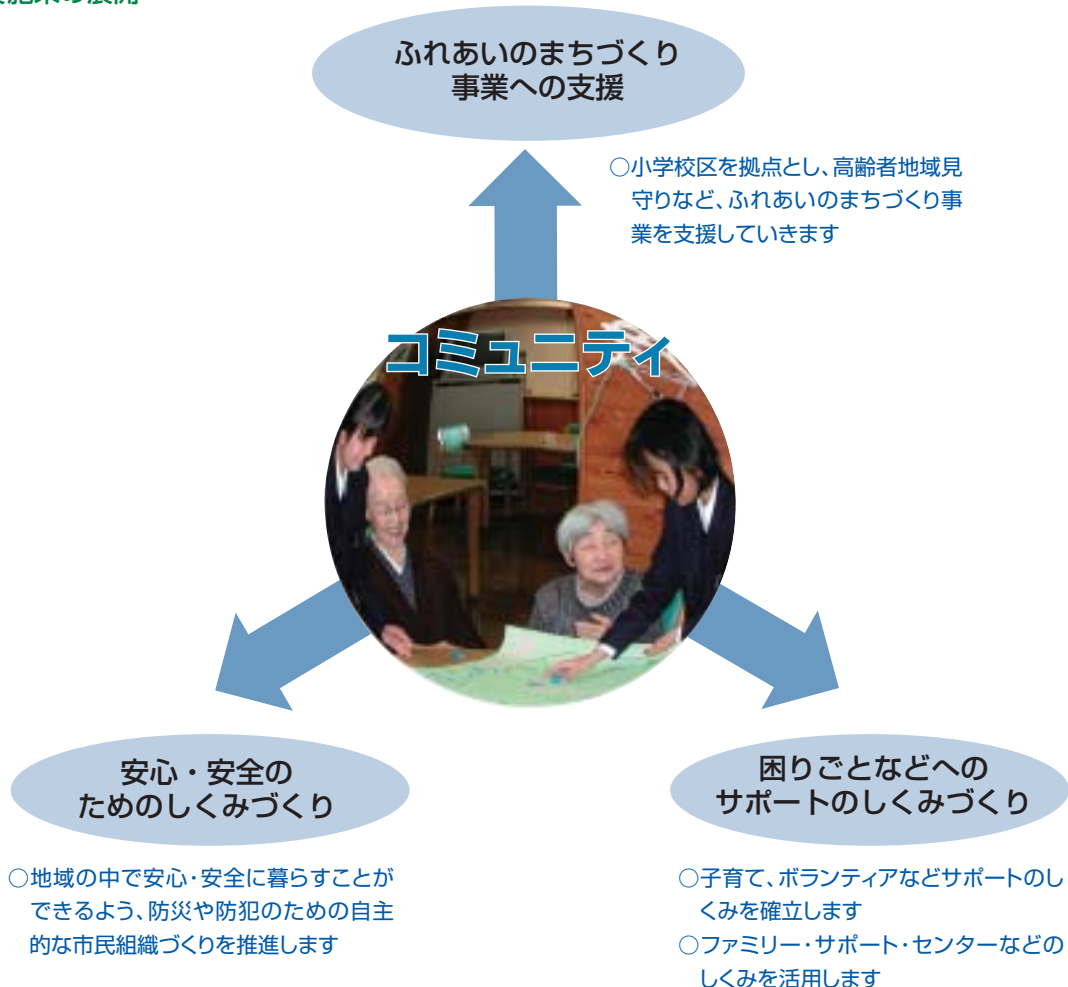 ふれあいのまちづくり
事業への支援
○小学校区を拠点とし、高齢者地域見
守りなど、ふれあいのまちづくり事
業を支援していきます
コミュニティ
安心・安全の
ためのしくみづくり
○地域の中で安心・安全に暮らすことが
できるよう、防災や防犯のための自主
的な市民組織づくりを推進します
困りごとなどへの
サポートのしくみづくり
○子育て、ボランティアなどサポートのし
くみを確立します
○ファミリー・サポート・センターなどの
しくみを活用します